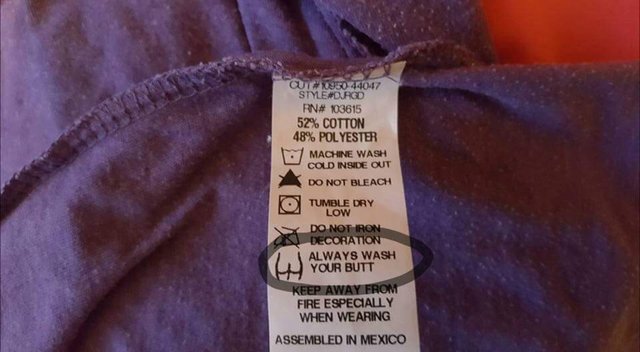 CUT# 10950-44047
STYLE#DJRGD
RN# 103615
52% COTTON
48% POLYESTER
MACHINE WASH
COLD INSIDE OUT
DO NOT BLEACH
TUMBLE DRY
LOW
DO NOT IRON
DECORATION
ALWAYS WASH
YOUR BUTT
KEEP AWAY FROM
FIRE ESPECIALLY
WHEN WEARING
ASSEMBLED IN MEXICO